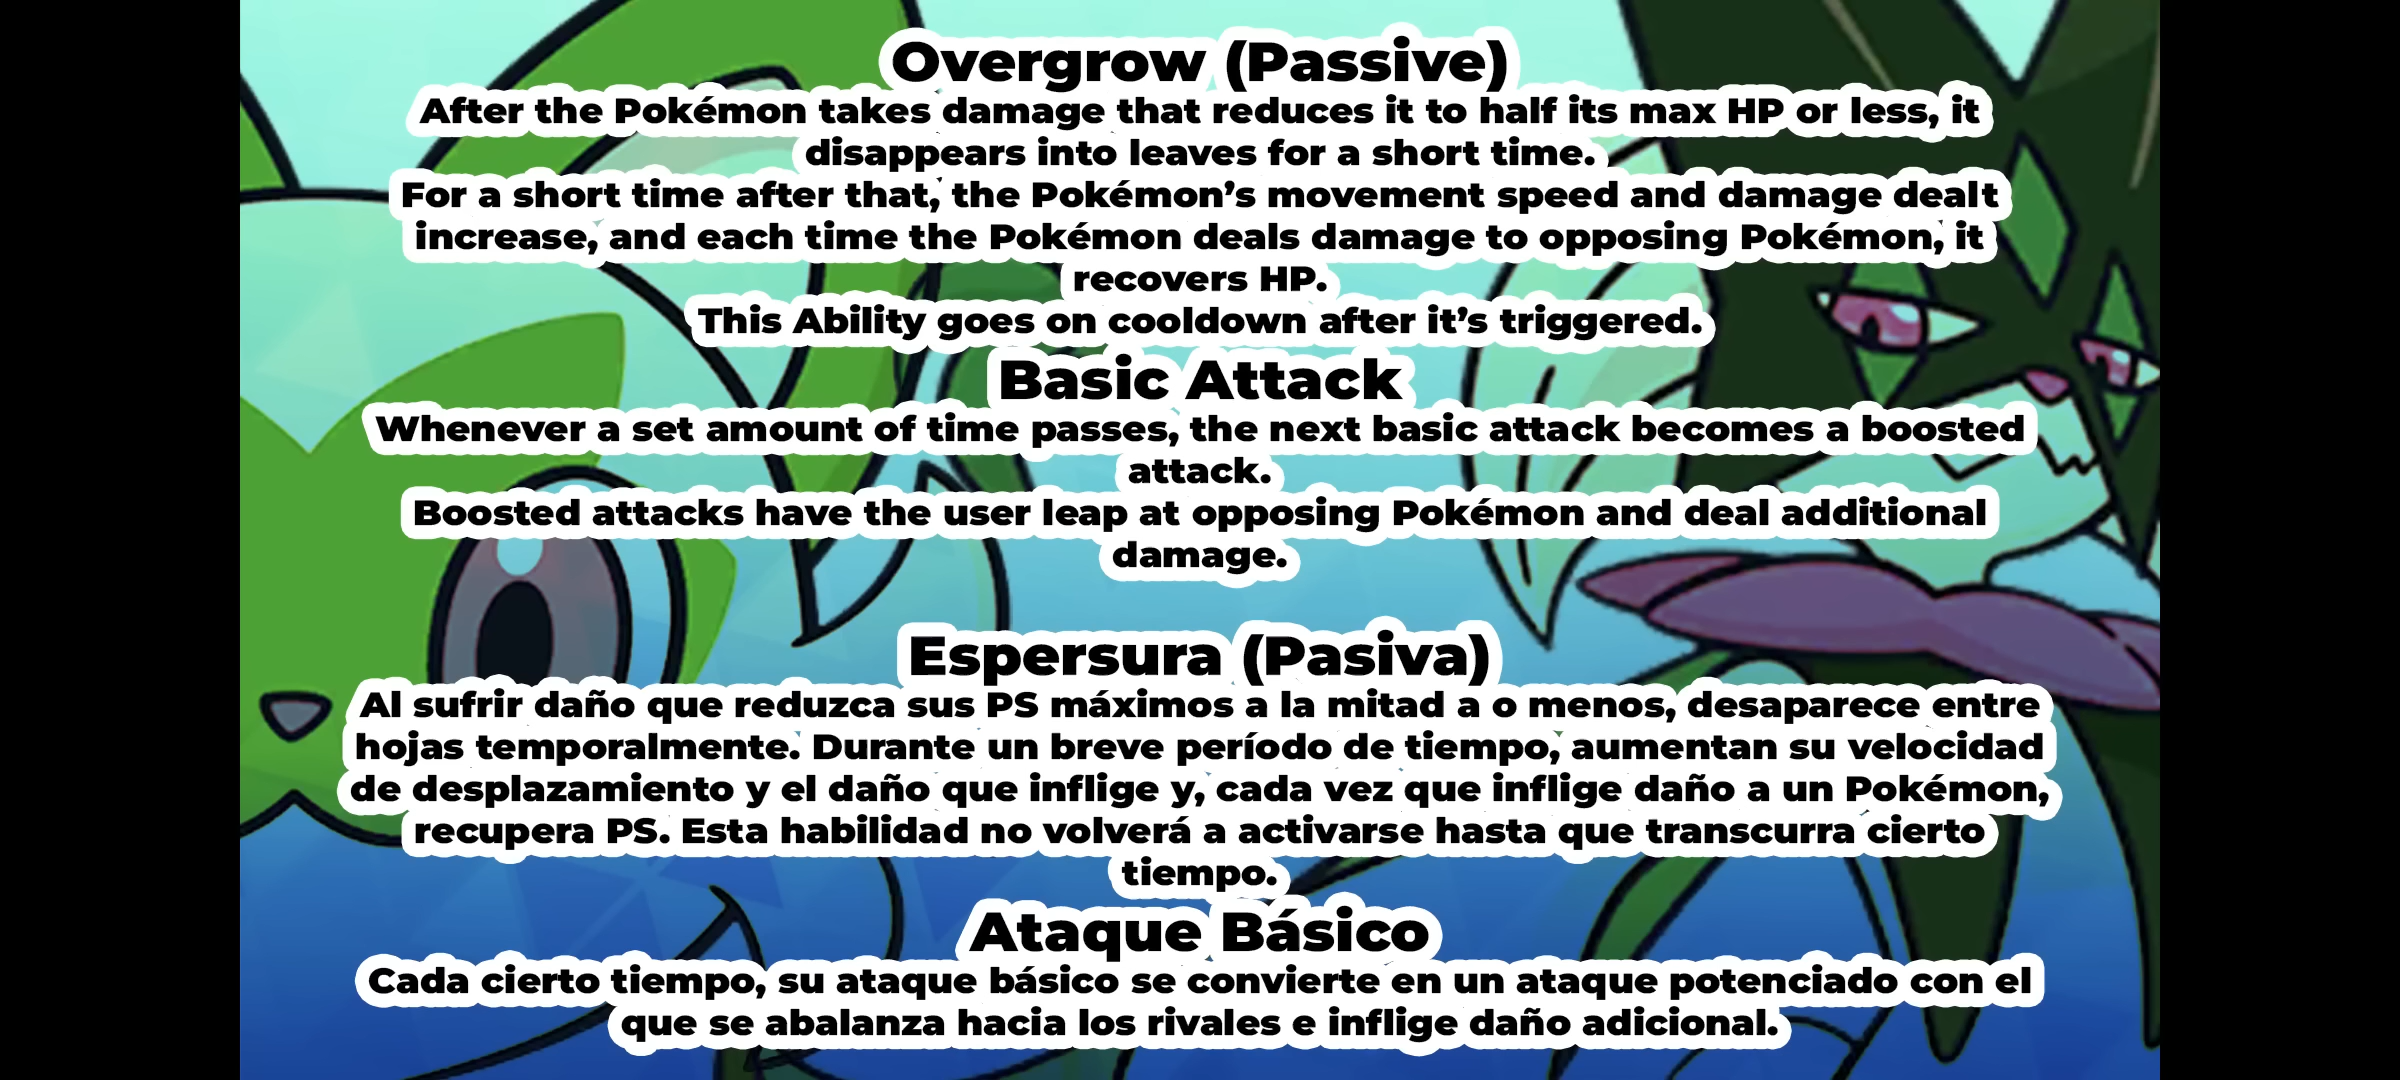 Overgrow (Passive)
After the Pokémon takes damage that reduces it to half its max HP or less, it
disappears into leaves for a short time.
For a short time after that, the Pokémon’s movement speed and damage dealt
increase, and each time the Pokémon deals damage to opposing Pokémon, it
recovers HP.
This Ability goes on cooldown after it’s triggered.
Basic Attack
Whenever a set amount of time passes, the next basic attack becomes a boosted
attack.
Boosted attacks have the user leap at opposing Pokémon and deal additional
damage.
Espersura (Pasiva)
Al sufrir daño que reduzca sus PS máximos a la mitad a o menos, desaparece entre
hojas temporalmente. Durante un breve período de tiempo, aumentan su velocidad
de desplazamiento y el daño que inflige y, cada vez que inflige daño a un Pokémon,
recupera PS. Esta habilidad no volverá a activarse hasta que transcurra cierto
tiempo.
Ataque Básico
Cada cierto tiempo, su ataque básico se convierte en un ataque potenciado con el
que se abalanza hacia los rivales e inflige daño adicional.